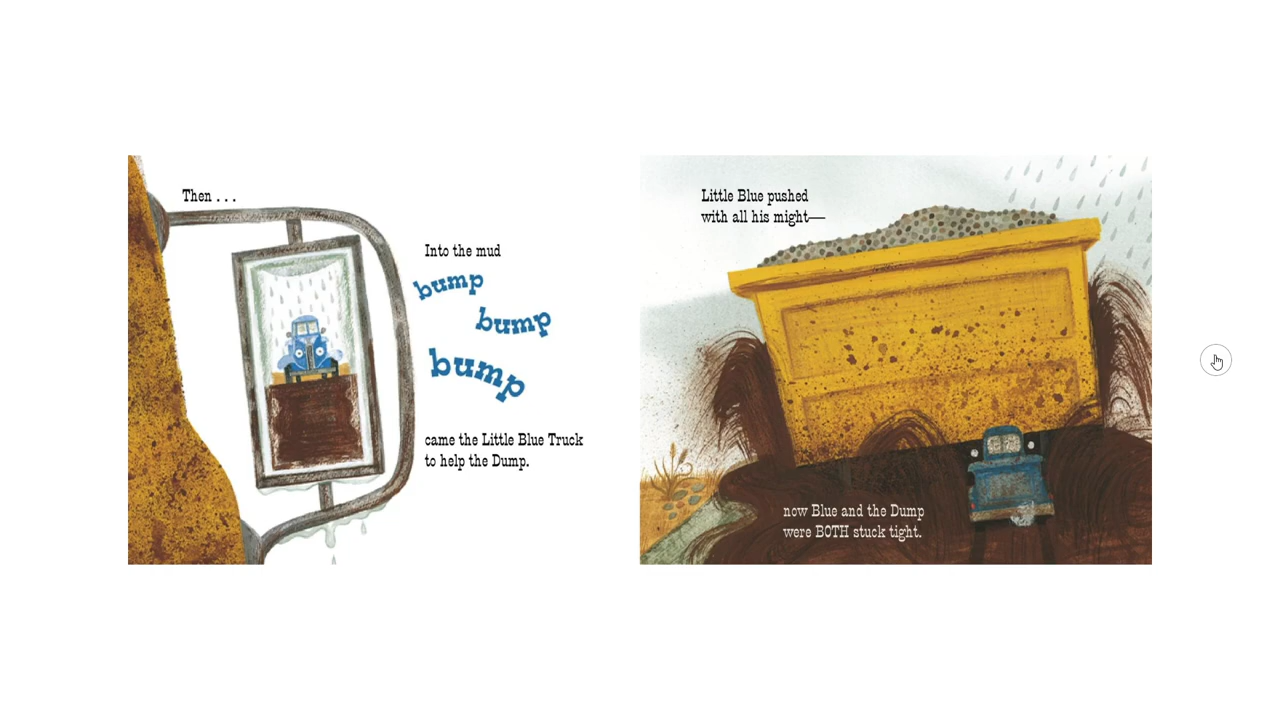 Then . . .
Into the mud
bump
bump
bump
came the Little Blue Truck
to help the Dump.
Little Blue pushed
with all his might—
now Blue and the Dump
were BOTH stuck tight.